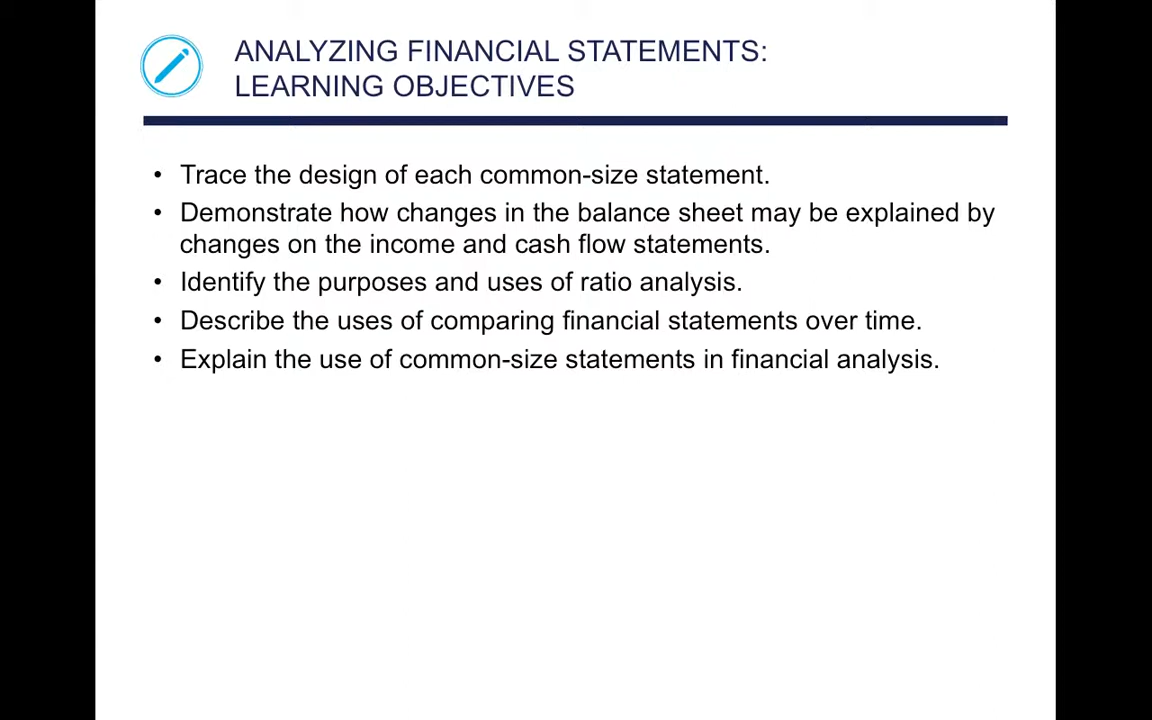 ANALYZING FINANCIAL STATEMENTS:
LEARNING OBJECTIVES
• Trace the design of each common-size statement.
• Demonstrate how changes in the balance sheet may be explained by
changes on the income and cash flow statements.
• Identify the purposes and uses of ratio analysis.
• Describe the uses of comparing financial statements over time.
• Explain the use of common-size statements in financial analysis.